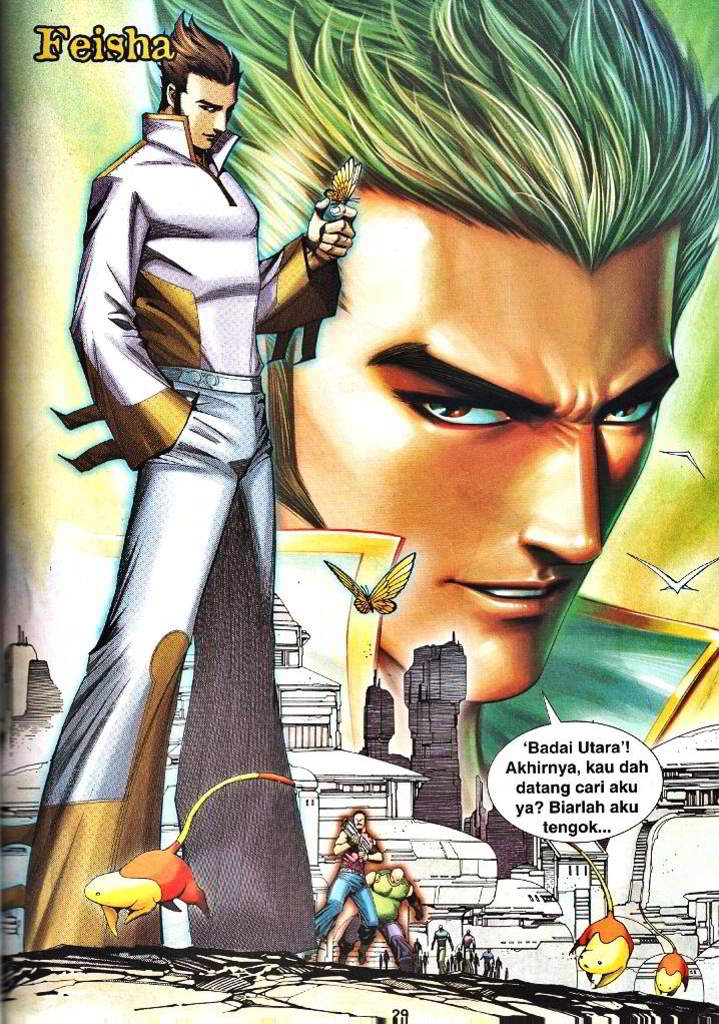 Feisha
'Badai Utara'!
Akhirnya, kau dah
datang cari aku
ya? Biarlah aku
tengok...
29